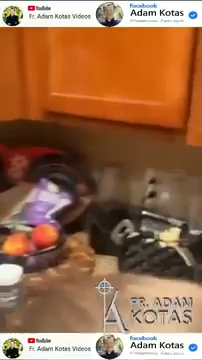 YouTube
Fr. Adam Kotas Videos
facebook
Adam Kotas
FR. ADAM
KOTAS
YouTube
Fr. Adam Kotas Videos
facebook
Adam Kotas